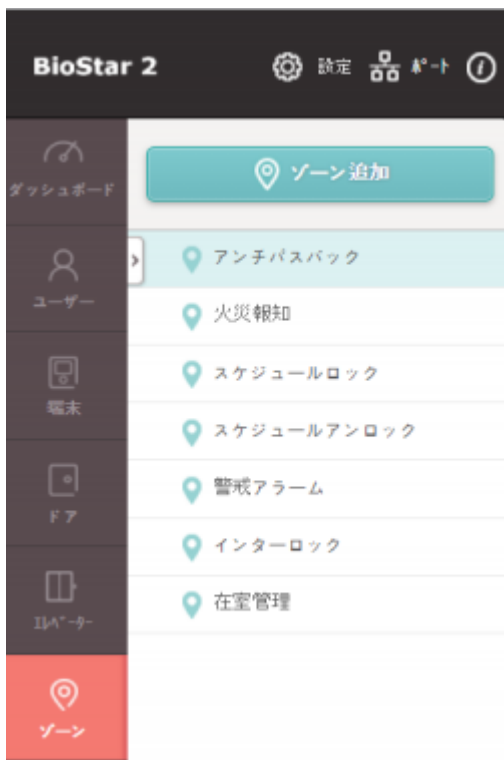 BioStar 2
設定
ﾎﾟｰﾄ
ダッシュボード
ユーザー
端末
ドア
ｴﾚﾍﾞｰﾀｰ
ゾーン
ゾーン追加
アンチパスバック
火災報知
スケジュールロック
スケジュールアンロック
警戒アラーム
インターロック
在室管理